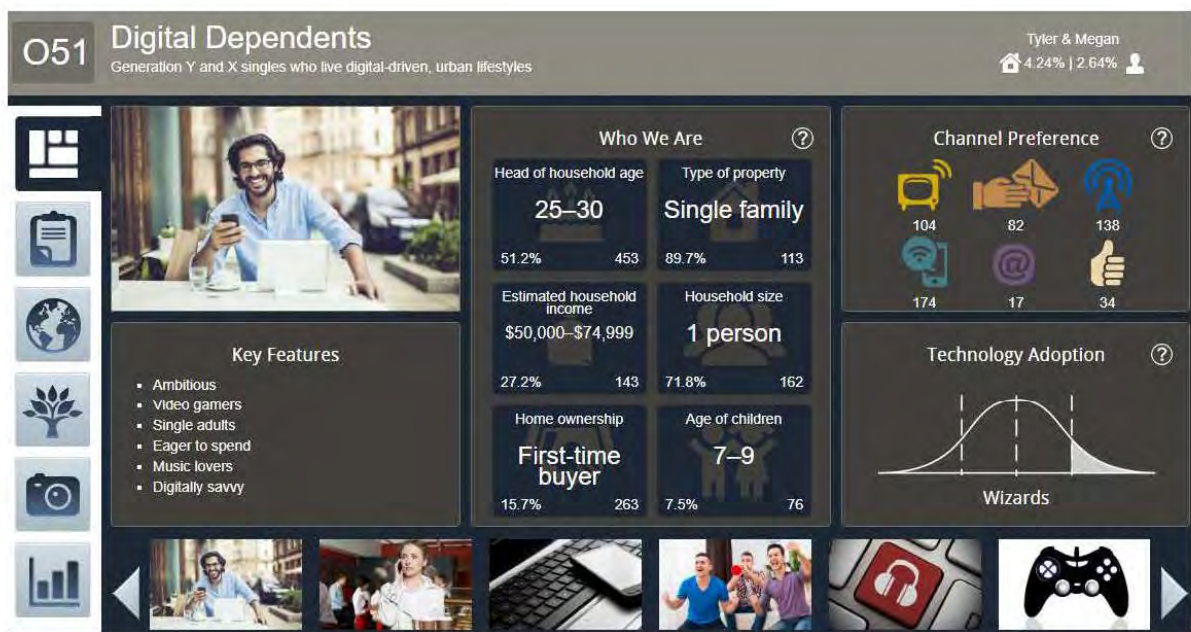 O51
Digital Dependents
Generation Y and X singles who live digital-driven, urban lifestyles
Tyler & Megan
4.24% | 2.64%
Who We Are
?
Head of household age
25–30
51.2% 453
Type of property
Single family
89.7% 113
Estimated household
income
$50,000–$74,999
27.2% 143
Household size
1 person
71.8% 162
Home ownership
First-time
buyer
15.7% 263
Age of children
7–9
7.5% 76
Channel Preference
?
104 82 138
@
174 17 34
Key Features
▪ Ambitious
▪ Video gamers
▪ Single adults
▪ Eager to spend
▪ Music lovers
▪ Digitally savvy
Technology Adoption
?
Wizards